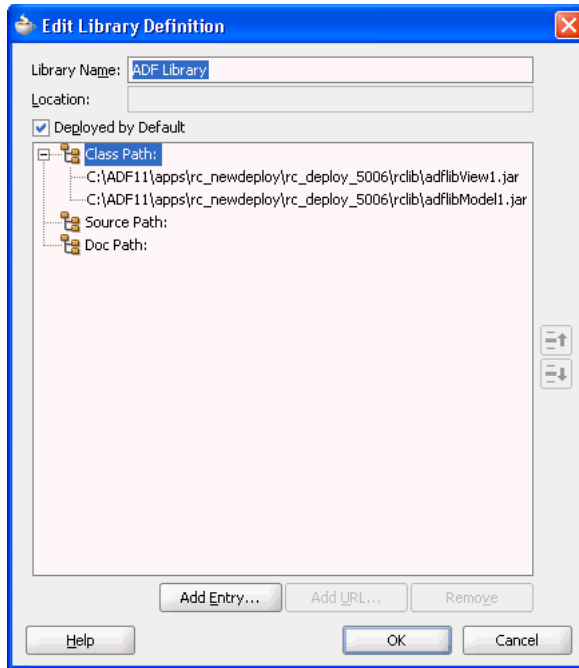 Edit Library Definition
Library Name: ADF Library
Location:
Deployed by Default
Class Path:
C:\ADF11\apps\rc_newdeploy\rc_deploy_5006\rclib\adflibView1.jar
C:\ADF11\apps\rc_newdeploy\rc_deploy_5006\rclib\adflibModel1.jar
Source Path:
Doc Path:
Add Entry... Add URL... Remove
Help OK Cancel